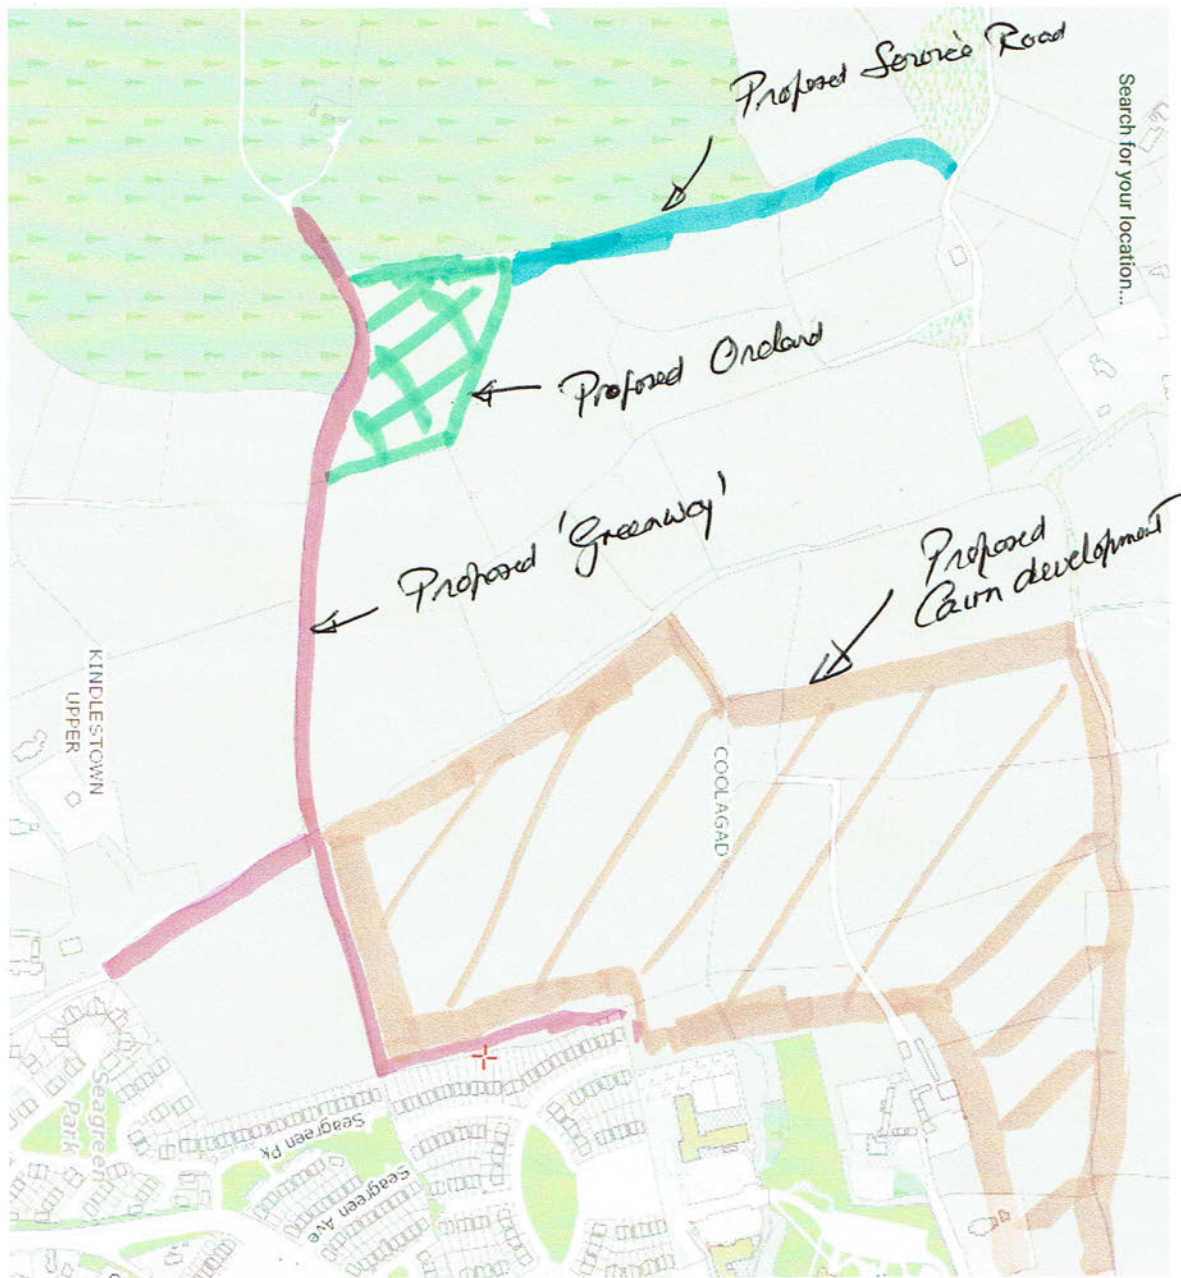 Proposed Service Road
Search for your location...
Proposed Orchard
Proposed 'Greenway'
Proposed
Cairn development
KINDLESTOWN
UPPER
COOLAGAD
Seagreen
Park
Seagreen Pk
Seagreen Ave